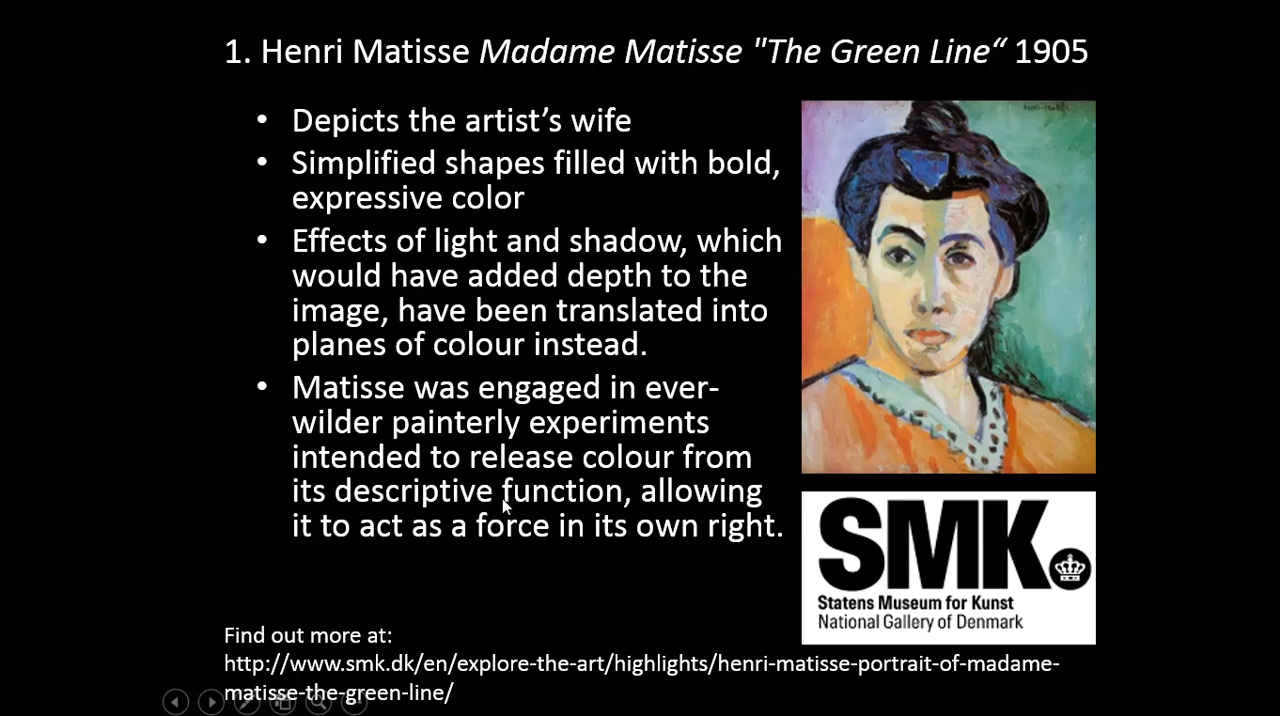 1. Henri Matisse Madame Matisse "The Green Line“ 1905
• Depicts the artist’s wife
• Simplified shapes filled with bold,
expressive color
• Effects of light and shadow, which
would have added depth to the
image, have been translated into
planes of colour instead.
• Matisse was engaged in ever-
wilder painterly experiments
intended to release colour from
its descriptive function, allowing
it to act as a force in its own right.
SMK.
Statens Museum for Kunst
National Gallery of Denmark
Find out more at:
http://www.smk.dk/en/explore-the-art/highlights/henri-matisse-portrait-of-madame-
matisse-the-green-line/